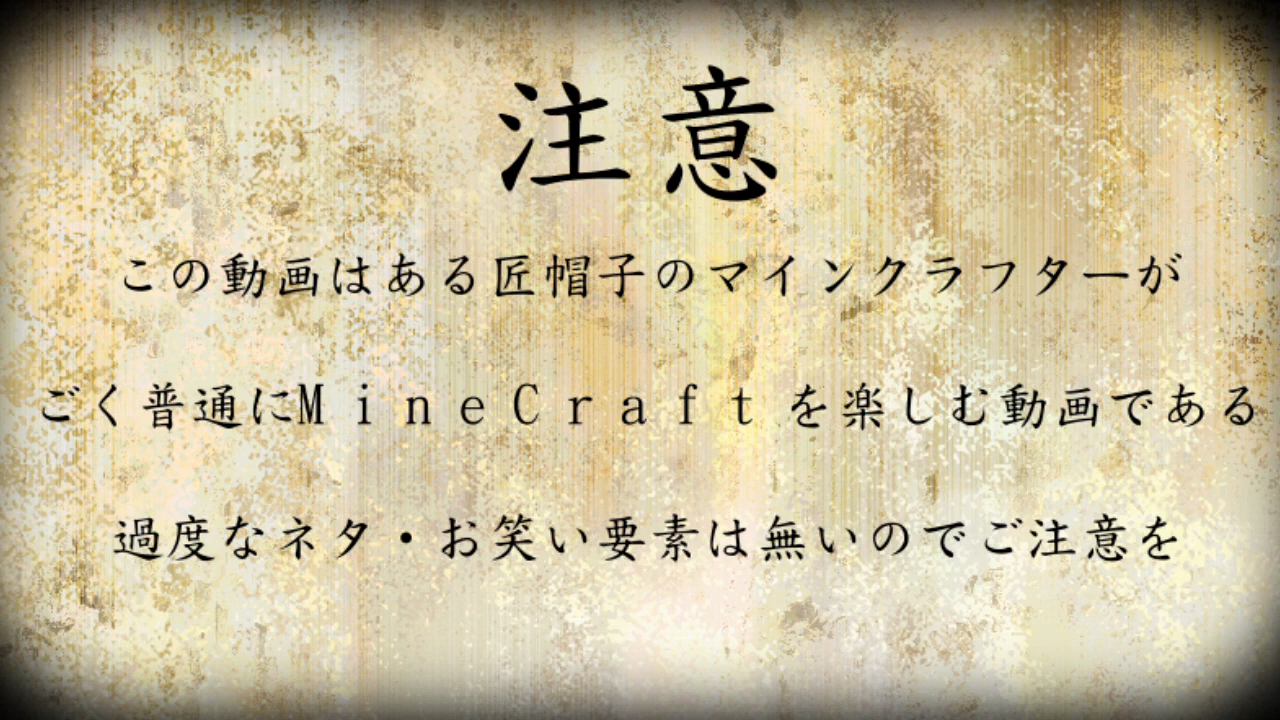 注意
この動画はある匠帽子のマインクラフターが
ごく普通にＭｉｎｅＣｒａｆｔを楽しむ動画である
過度なネタ・お笑い要素は無いのでご注意を